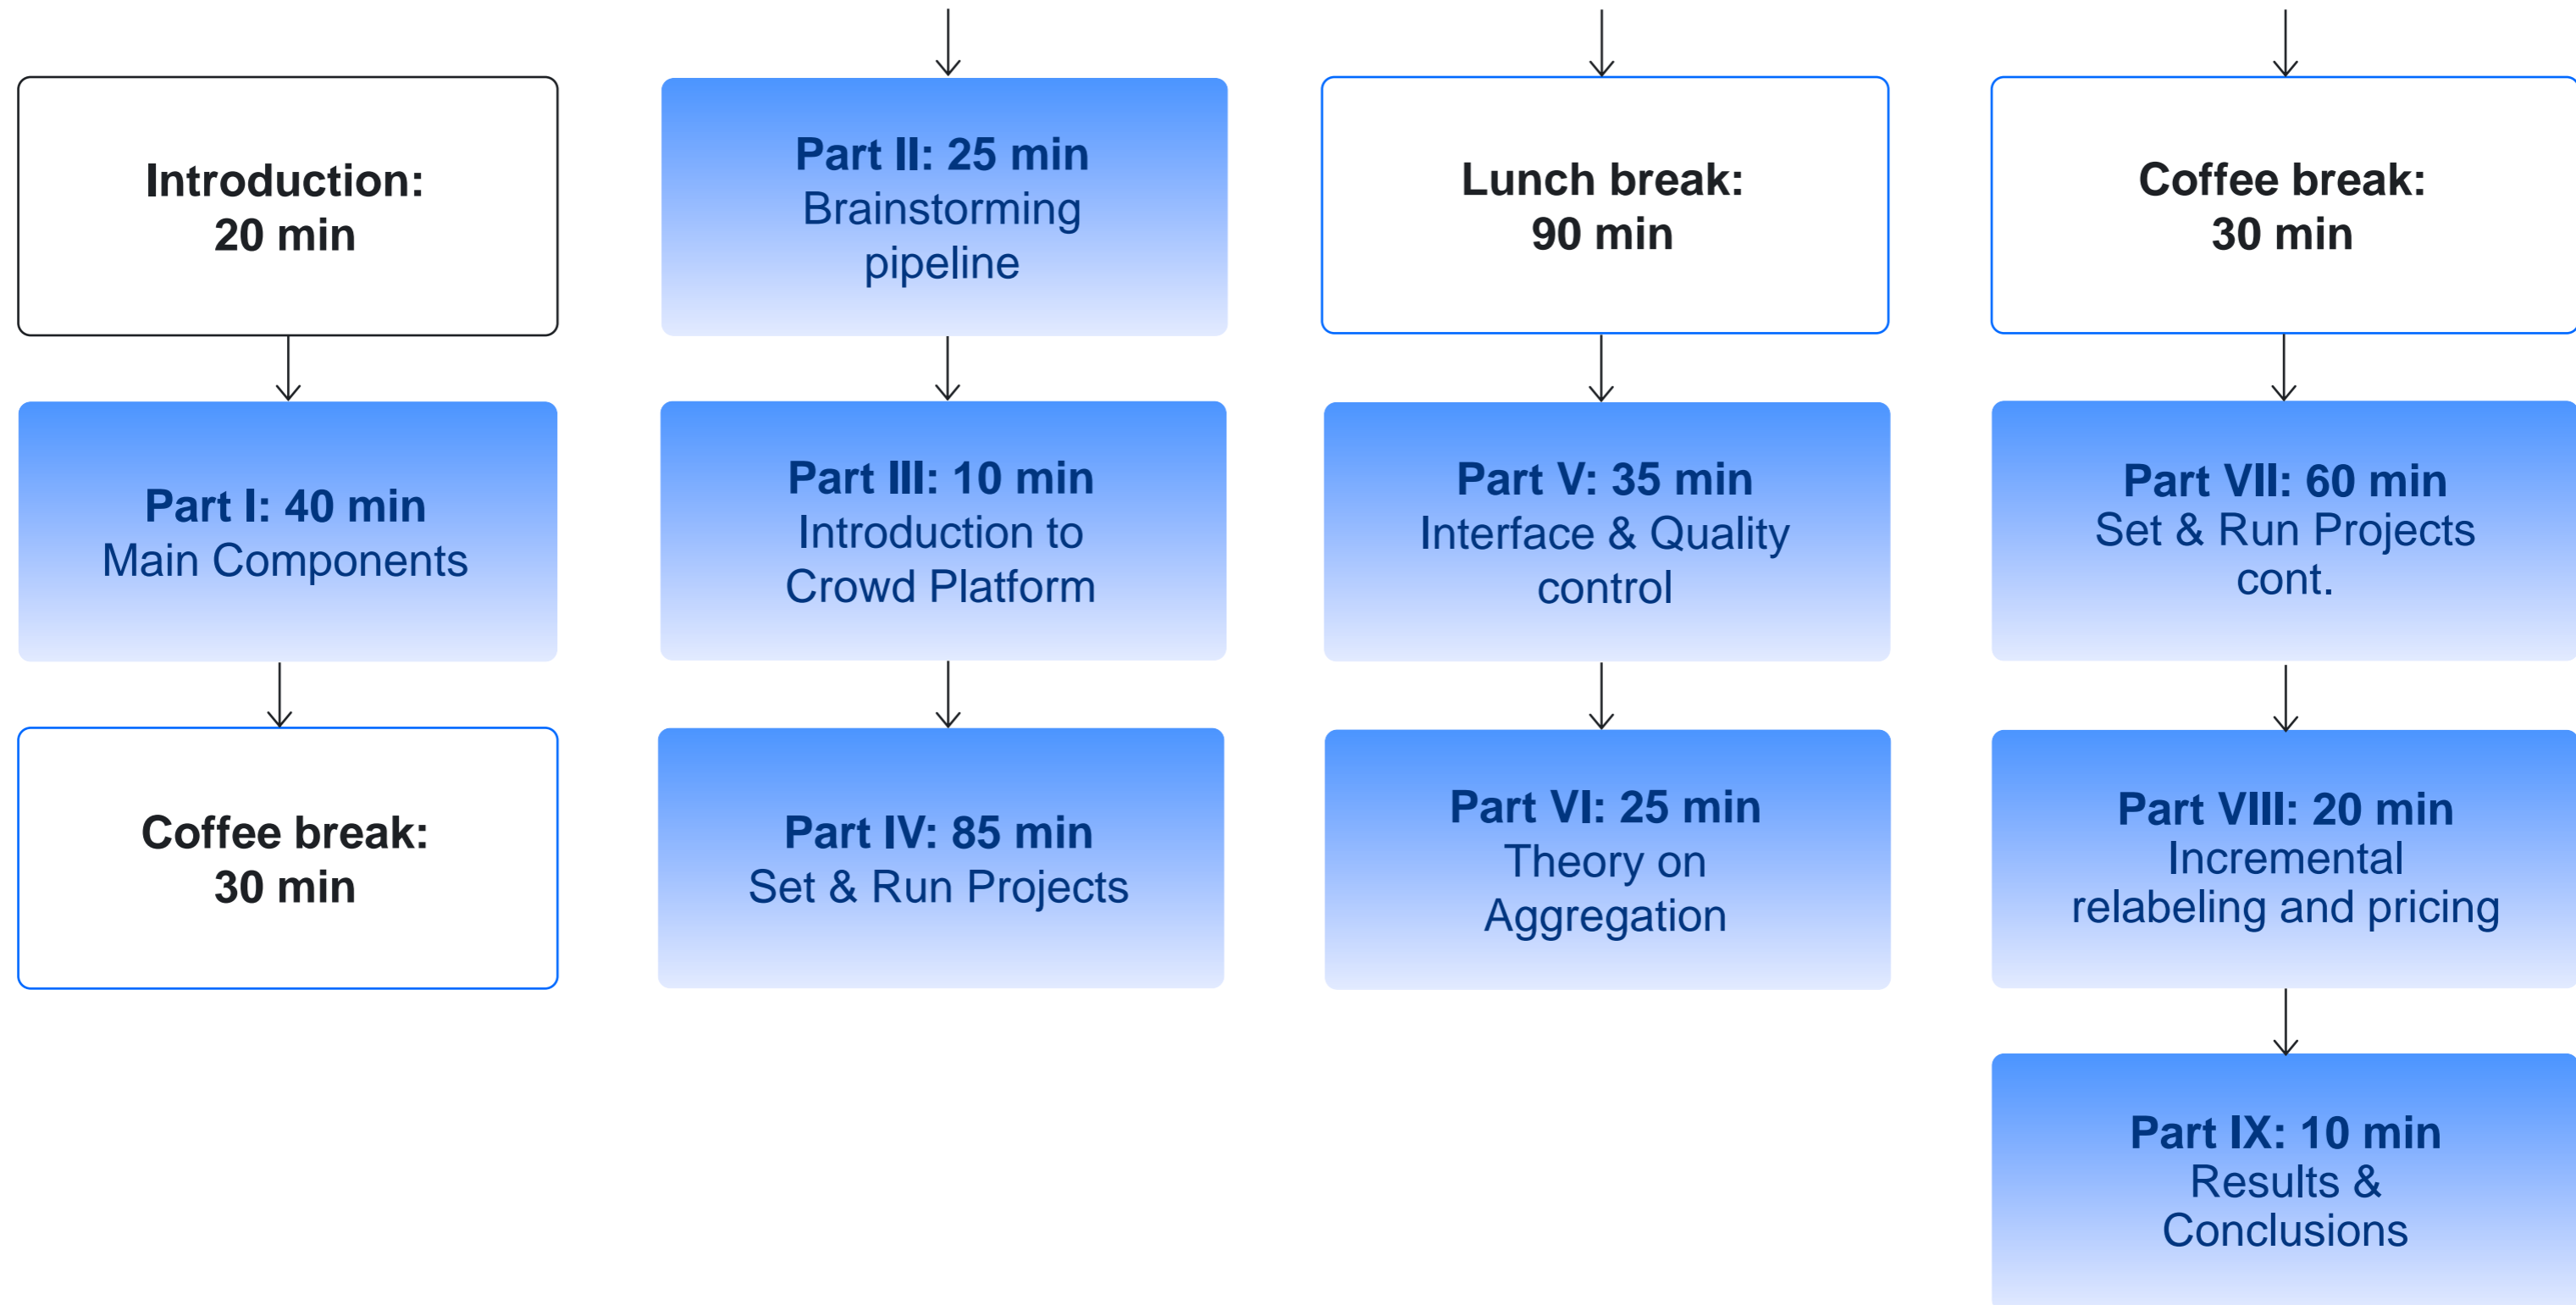 Introduction:
20 min
Part I: 40 min
Main Components
Coffee break:
30 min
Part II: 25 min
Brainstorming
pipeline
Part III: 10 min
Introduction to
Crowd Platform
Part IV: 85 min
Set & Run Projects
Lunch break:
90 min
Part V: 35 min
Interface & Quality
control
Part VI: 25 min
Theory on
Aggregation
Coffee break:
30 min
Part VII: 60 min
Set & Run Projects
cont.
Part VIII: 20 min
Incremental
relabeling and pricing
Part IX: 10 min
Results &
Conclusions